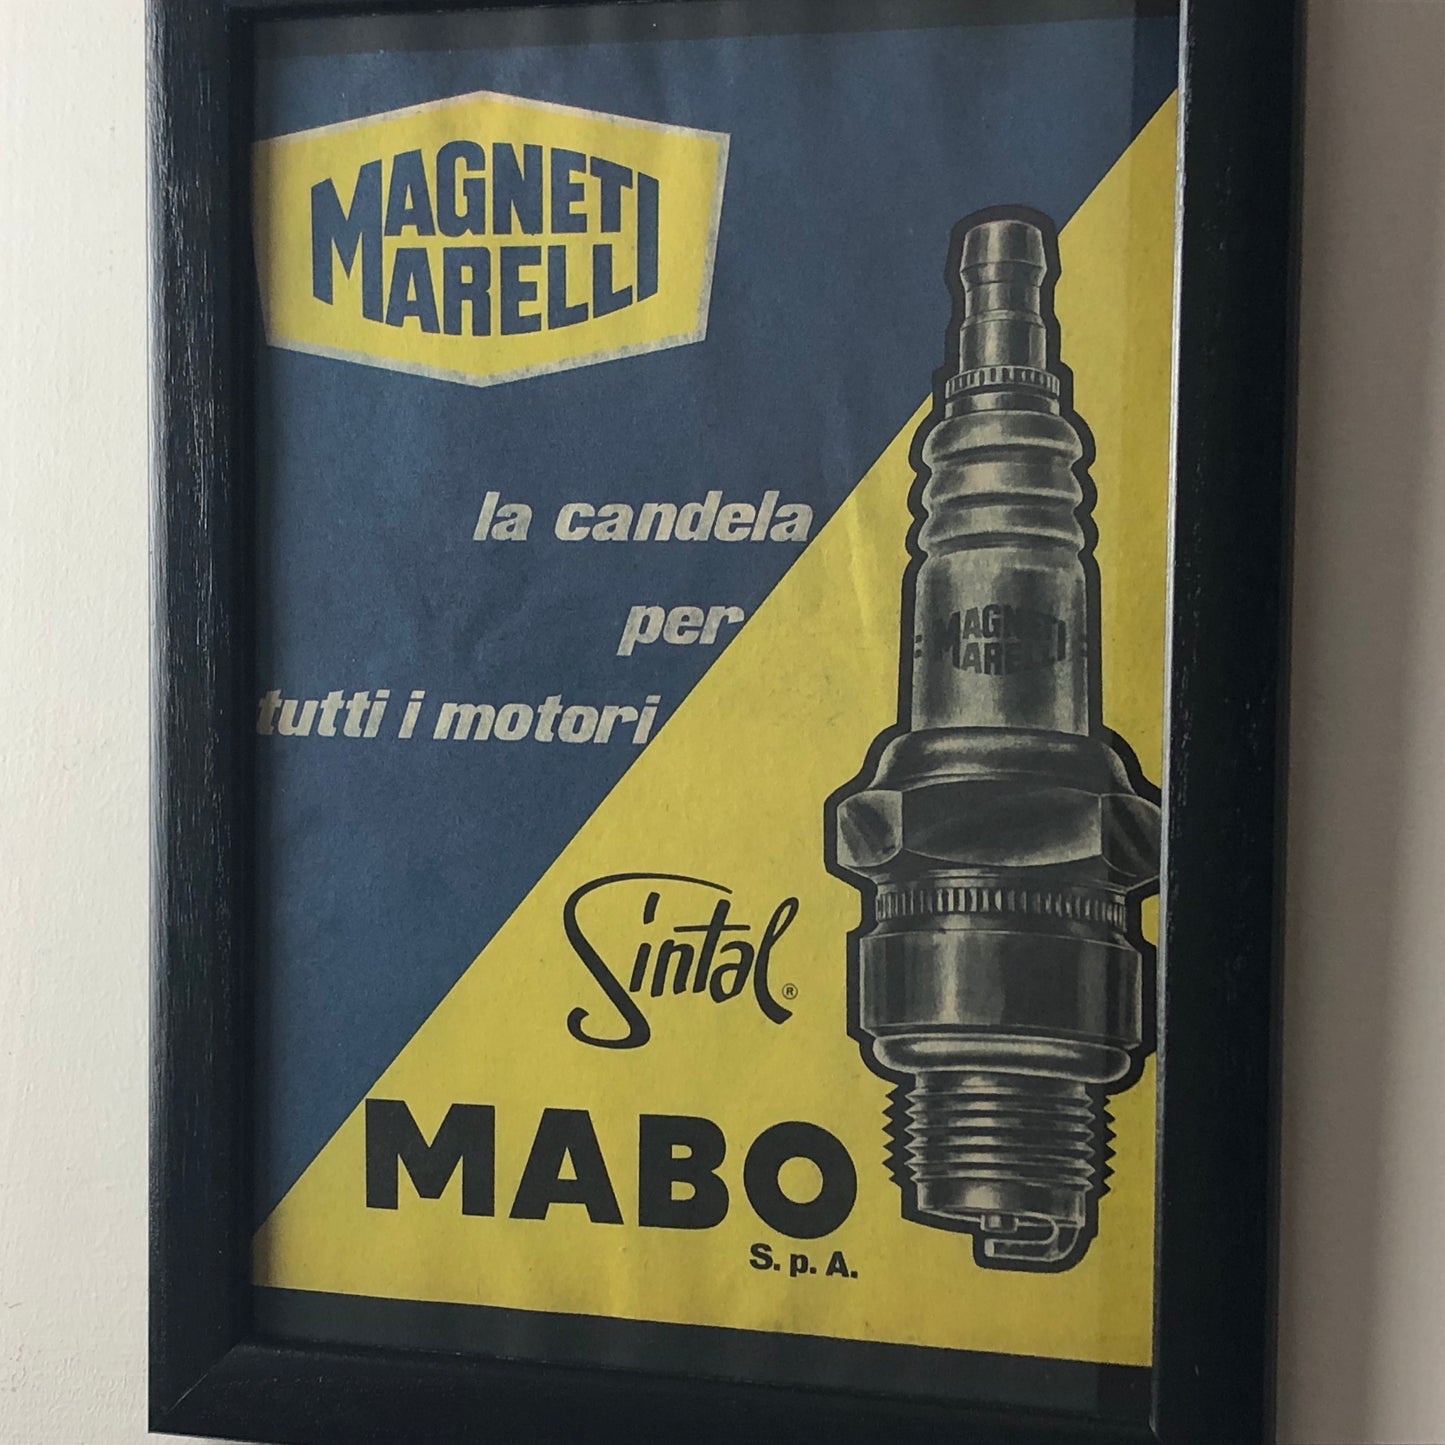 MAGNETI
MARELLI
la candela
per
tutti i motori
MAGNETI
MARELLI
Sintal®
MABO
S.p.A.